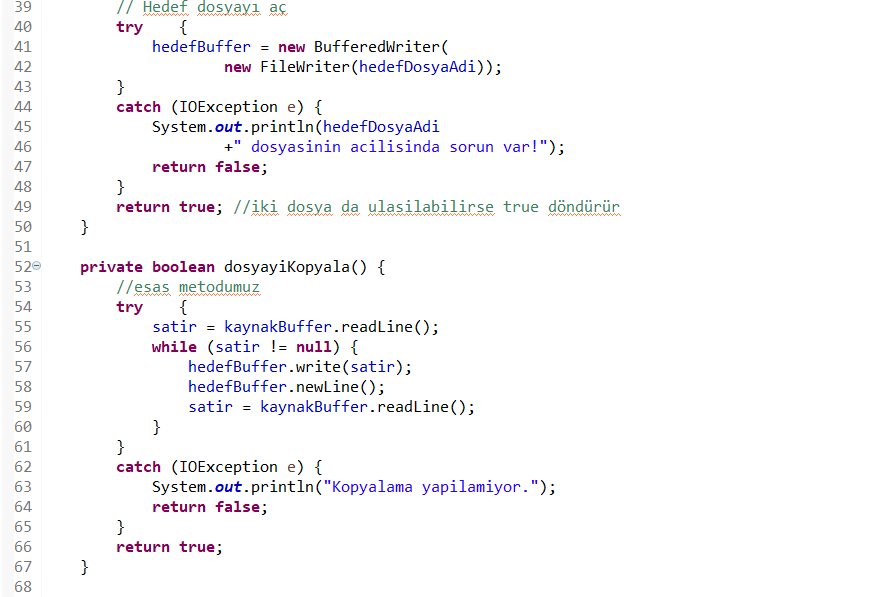 39 // Hedef dosyayı aç
40 try {
41 hedefBuffer = new BufferedWriter(
42 new FileWriter(hedefDosyaAdi));
43 }
44 catch (IOException e) {
45 System.out.println(hedefDosyaAdi
46 +" dosyasinin acilisinda sorun var!");
47 return false;
48 }
49 return true; //iki dosya da ulasilabilirse true döndürür
50 }
51
52 private boolean dosyayiKopyala() {
53 //esas metodumuz
54 try {
55 satir = kaynakBuffer.readLine();
56 while (satir != null) {
57 hedefBuffer.write(satir);
58 hedefBuffer.newLine();
59 satir = kaynakBuffer.readLine();
60 }
61 }
62 catch (IOException e) {
63 System.out.println("Kopyalama yapilamiyor.");
64 return false;
65 }
66 return true;
67 }
68